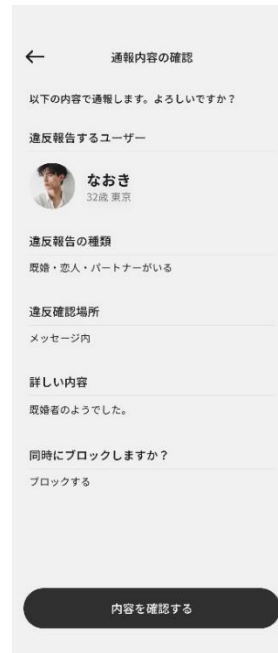 通報内容の確認
以下の内容で通報します。よろしいですか？
違反報告するユーザー
なおき
32歳 東京
違反報告の種類
既婚・恋人・パートナーがいる
違反確認場所
メッセージ内
詳しい内容
既婚者のようでした。
同時にブロックしますか？
ブロックする
内容を確認する